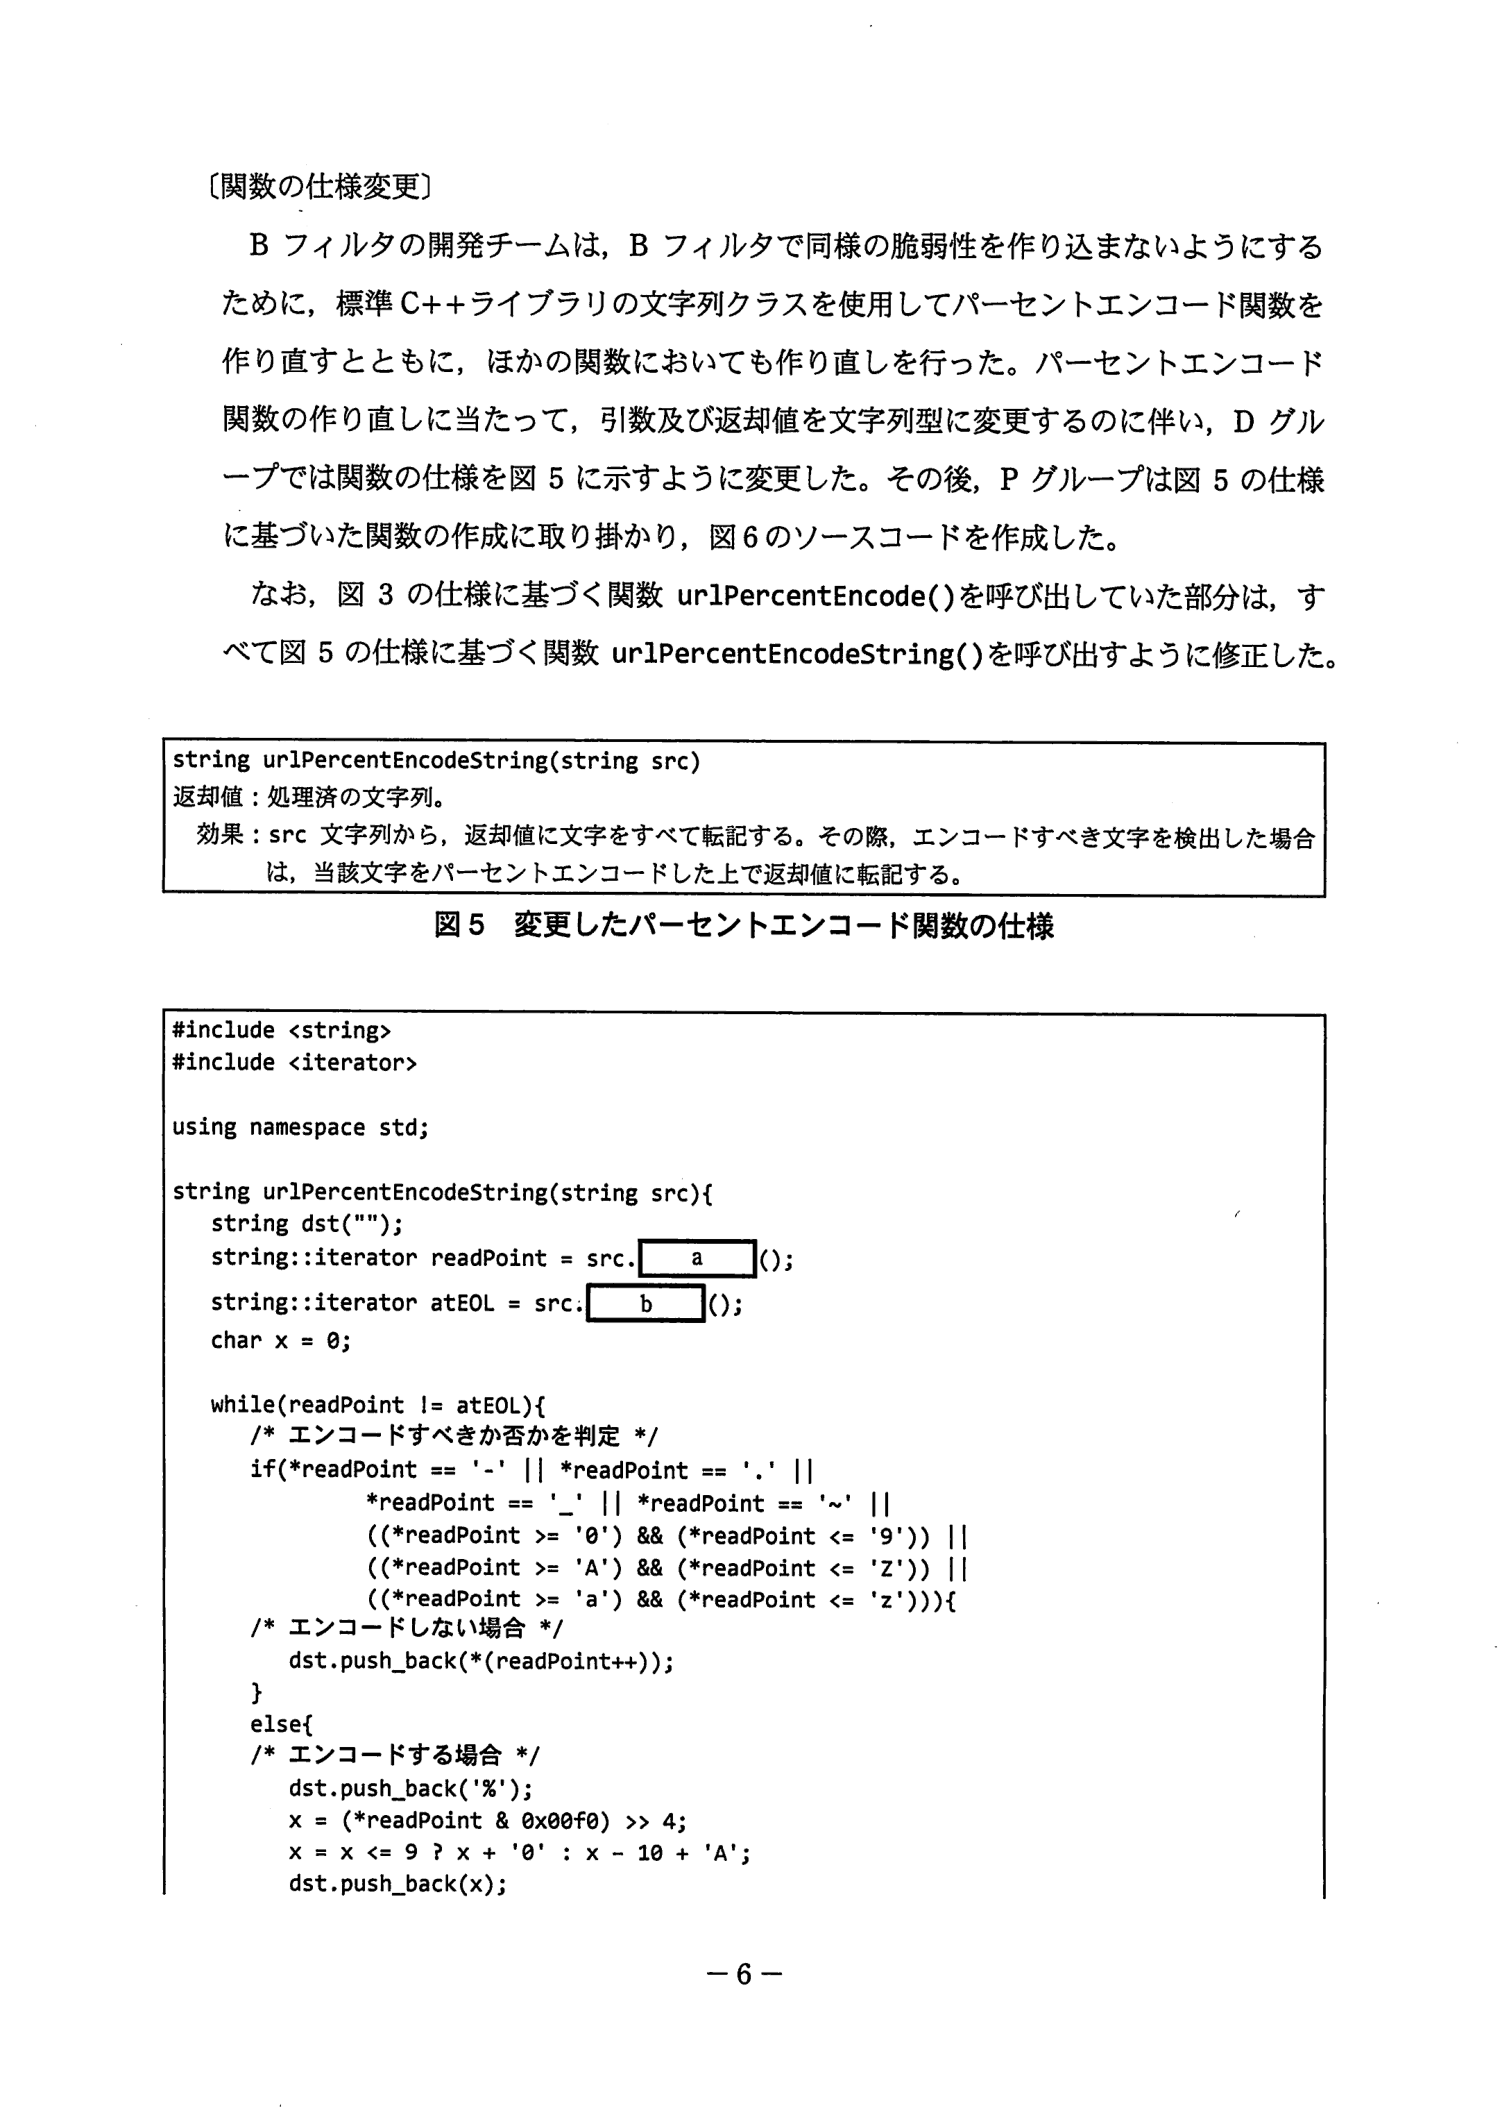 〔関数の仕様変更〕
B フィルタの開発チームは，B フィルタで同様の脆弱性を作り込まないようにする
ために，標準 C++ライブラリの文字列クラスを使用してパーセントエンコード関数を
作り直すとともに，ほかの関数においても作り直しを行った。パーセントエンコード
関数の作り直しに当たって，引数及び返却値を文字列型に変更するのに伴い，D グル
ープでは関数の仕様を図 5 に示すように変更した。その後，P グループは図 5 の仕様
に基づいた関数の作成に取り掛かり，図６のソースコードを作成した。
なお，図 3 の仕様に基づく関数 urlPercentEncode()を呼び出していた部分は，す
べて図 5 の仕様に基づく関数 urlPercentEncodeString()を呼び出すように修正した。
string urlPercentEncodeString(string src)
返却値：処理済の文字列。
効果：src 文字列から，返却値に文字をすべて転記する。その際，エンコードすべき文字を検出した場合
は，当該文字をパーセントエンコードした上で返却値に転記する。
図５　変更したパーセントエンコード関数の仕様
#include <string>
#include <iterator>
using namespace std;
string urlPercentEncodeString(string src){
string dst("");
string::iterator readPoint = src. a ();
string::iterator atEOL = src. b ();
char x = 0;
while(readPoint != atEOL){
/* エンコードすべきか否かを判定 */
if(*readPoint == '-' || *readPoint == '.' ||
*readPoint == '_' || *readPoint == '~' ||
((*readPoint >= '0') && (*readPoint <= '9')) ||
((*readPoint >= 'A') && (*readPoint <= 'Z')) ||
((*readPoint >= 'a') && (*readPoint <= 'z'))){
/* エンコードしない場合 */
dst.push_back(*(readPoint++));
}
else{
/* エンコードする場合 */
dst.push_back('%');
x = (*readPoint & 0x00f0) >> 4;
x = x <= 9 ? x + '0' : x - 10 + 'A';
dst.push_back(x);
－6－